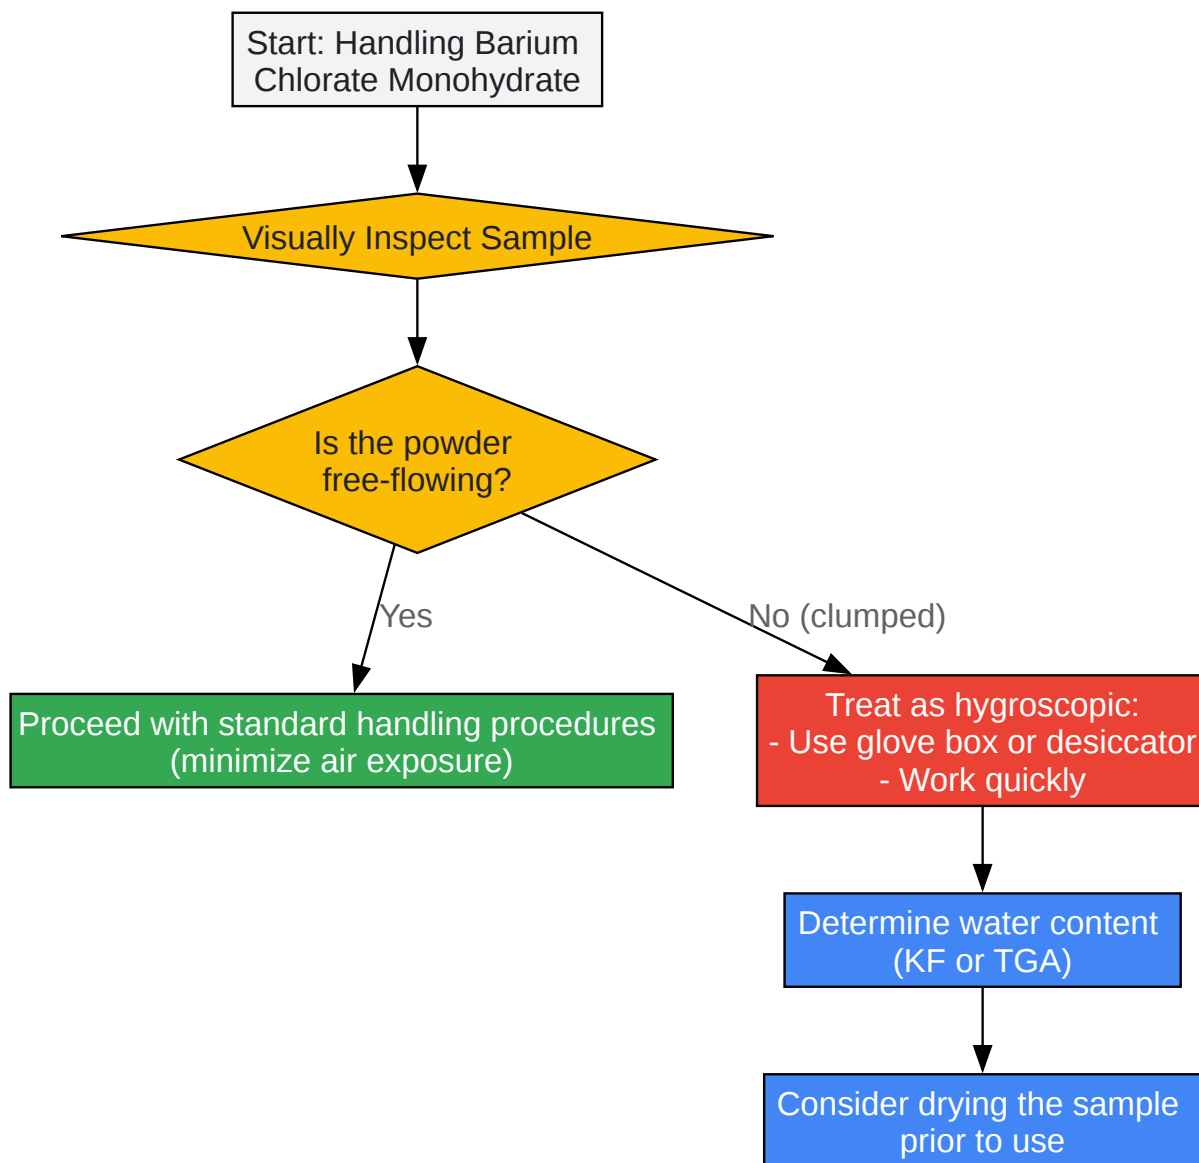 Start: Handling Barium
Chlorate Monohydrate
Visually Inspect Sample
Is the powder
free-flowing?
Yes
No (clumped)
Proceed with standard handling procedures
(minimize air exposure)
Treat as hygroscopic:
- Use glove box or desiccator
- Work quickly
Determine water content
(KF or TGA)
Consider drying the sample
prior to use